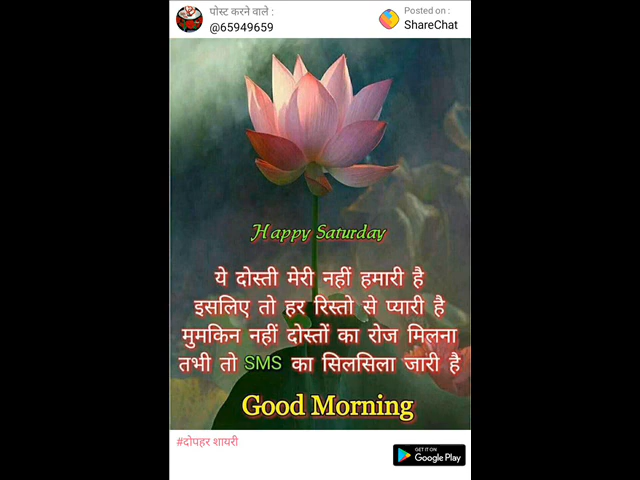 पोस्ट करने वाले :
@65949659
Posted on :
ShareChat
Happy Saturday
ये दोस्ती मेरी नहीं हमारी है
इसलिए तो हर रिस्तो से प्यारी है
मुमकिन नहीं दोस्तों का रोज मिलना
तभी तो SMS का सिलसिला जारी है
Good Morning
#दोपहर शायरी
GET IT ON
Google Play